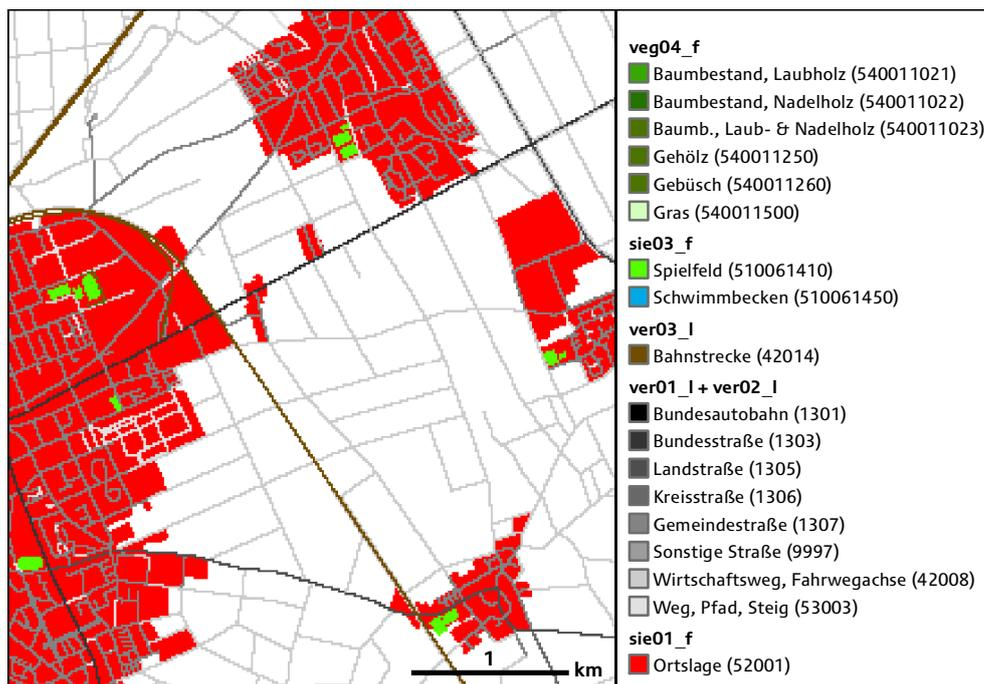 veg04_f
Baumbestand, Laubholz (540011021)
Baumbestand, Nadelholz (540011022)
Baumb., Laub- & Nadelholz (540011023)
Gehölz (540011250)
Gebüsch (540011260)
Gras (540011500)
sie03_f
Spielfeld (510061410)
Schwimmbecken (510061450)
ver03_l
Bahnstrecke (42014)
ver01_l + ver02_l
Bundesautobahn (1301)
Bundesstraße (1303)
Landstraße (1305)
Kreisstraße (1306)
Gemeindestraße (1307)
Sonstige Straße (9997)
Wirtschaftsweg, Fahrwegachse (42008)
Weg, Pfad, Steig (53003)
sie01_f
Ortslage (52001)
1
km